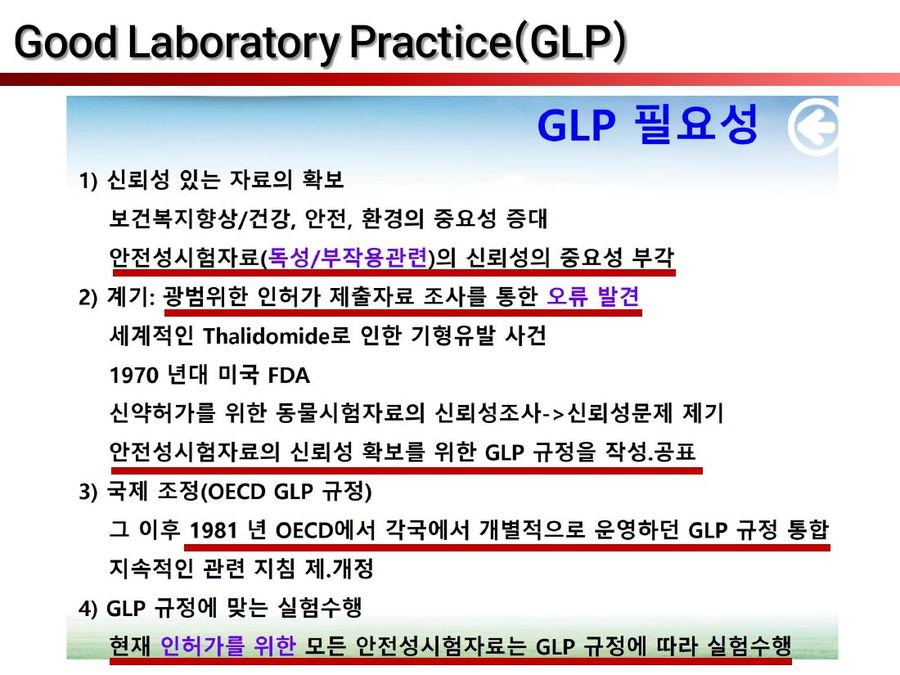 Good Laboratory Practice(GLP)
GLP 필요성
1) 신뢰성 있는 자료의 확보
보건복지향상/건강, 안전, 환경의 중요성 증대
안전성시험자료(독성/부작용관련)의 신뢰성의 중요성 부각
2) 계기: 광범위한 인허가 제출자료 조사를 통한 오류 발견
세계적인 Thalidomide로 인한 기형유발 사건
1970 년대 미국 FDA
신약허가를 위한 동물시험자료의 신뢰성조사->신뢰성문제 제기
안전성시험자료의 신뢰성 확보를 위한 GLP 규정을 작성.공표
3) 국제 조정(OECD GLP 규정)
그 이후 1981 년 OECD에서 각국에서 개별적으로 운영하던 GLP 규정 통합
지속적인 관련 지침 제.개정
4) GLP 규정에 맞는 실험수행
현재 인허가를 위한 모든 안전성시험자료는 GLP 규정에 따라 실험수행